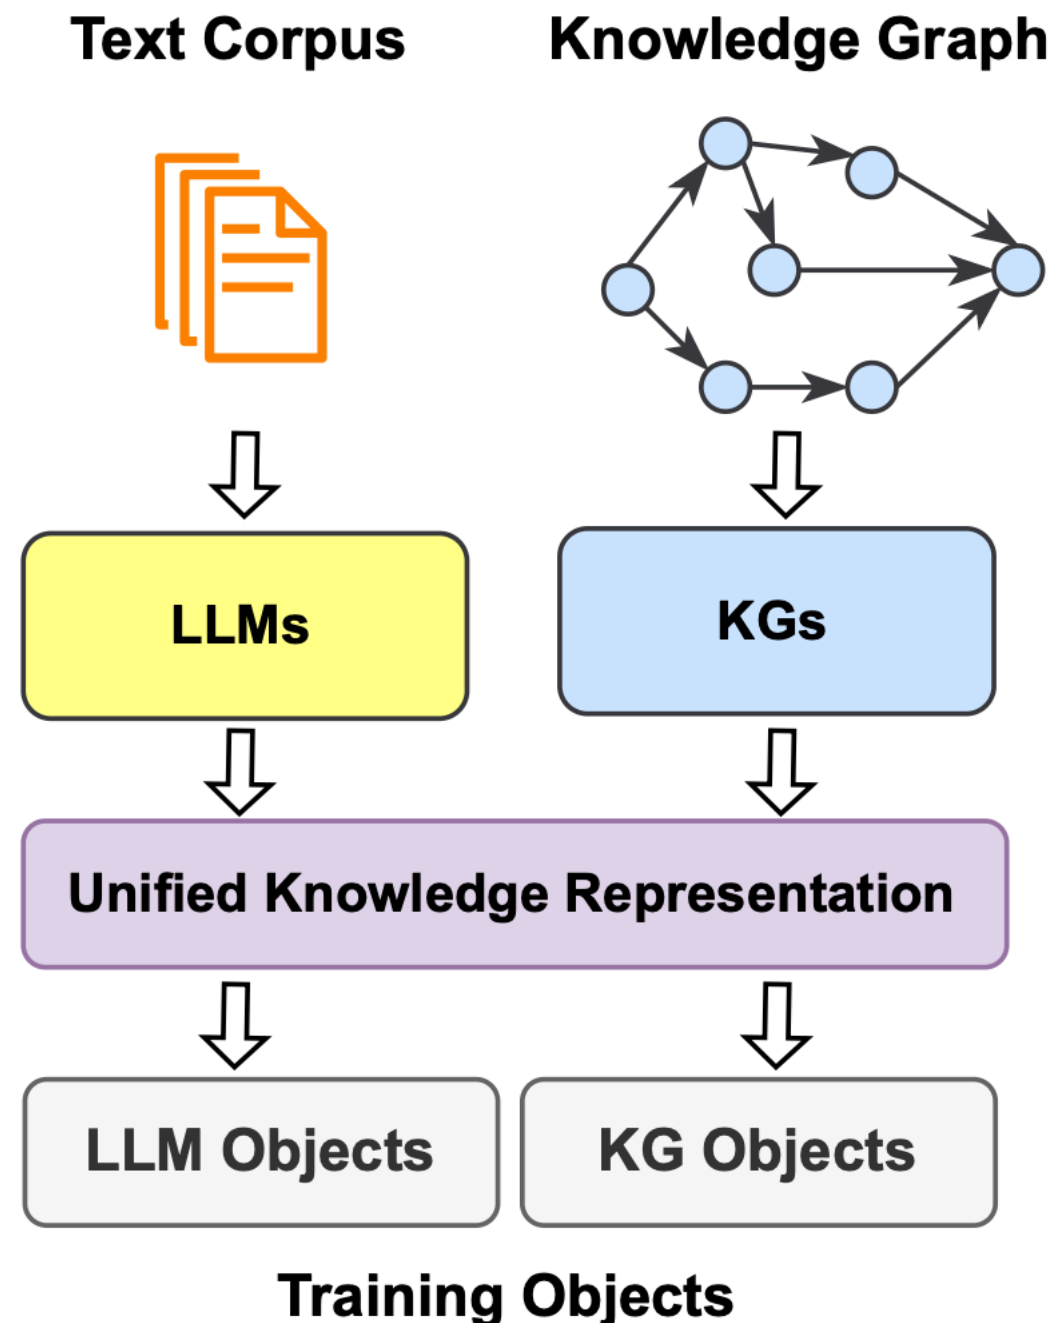 Text Corpus
Knowledge Graph
LLMs
KGs
Unified Knowledge Representation
LLM Objects
KG Objects
Training Objects